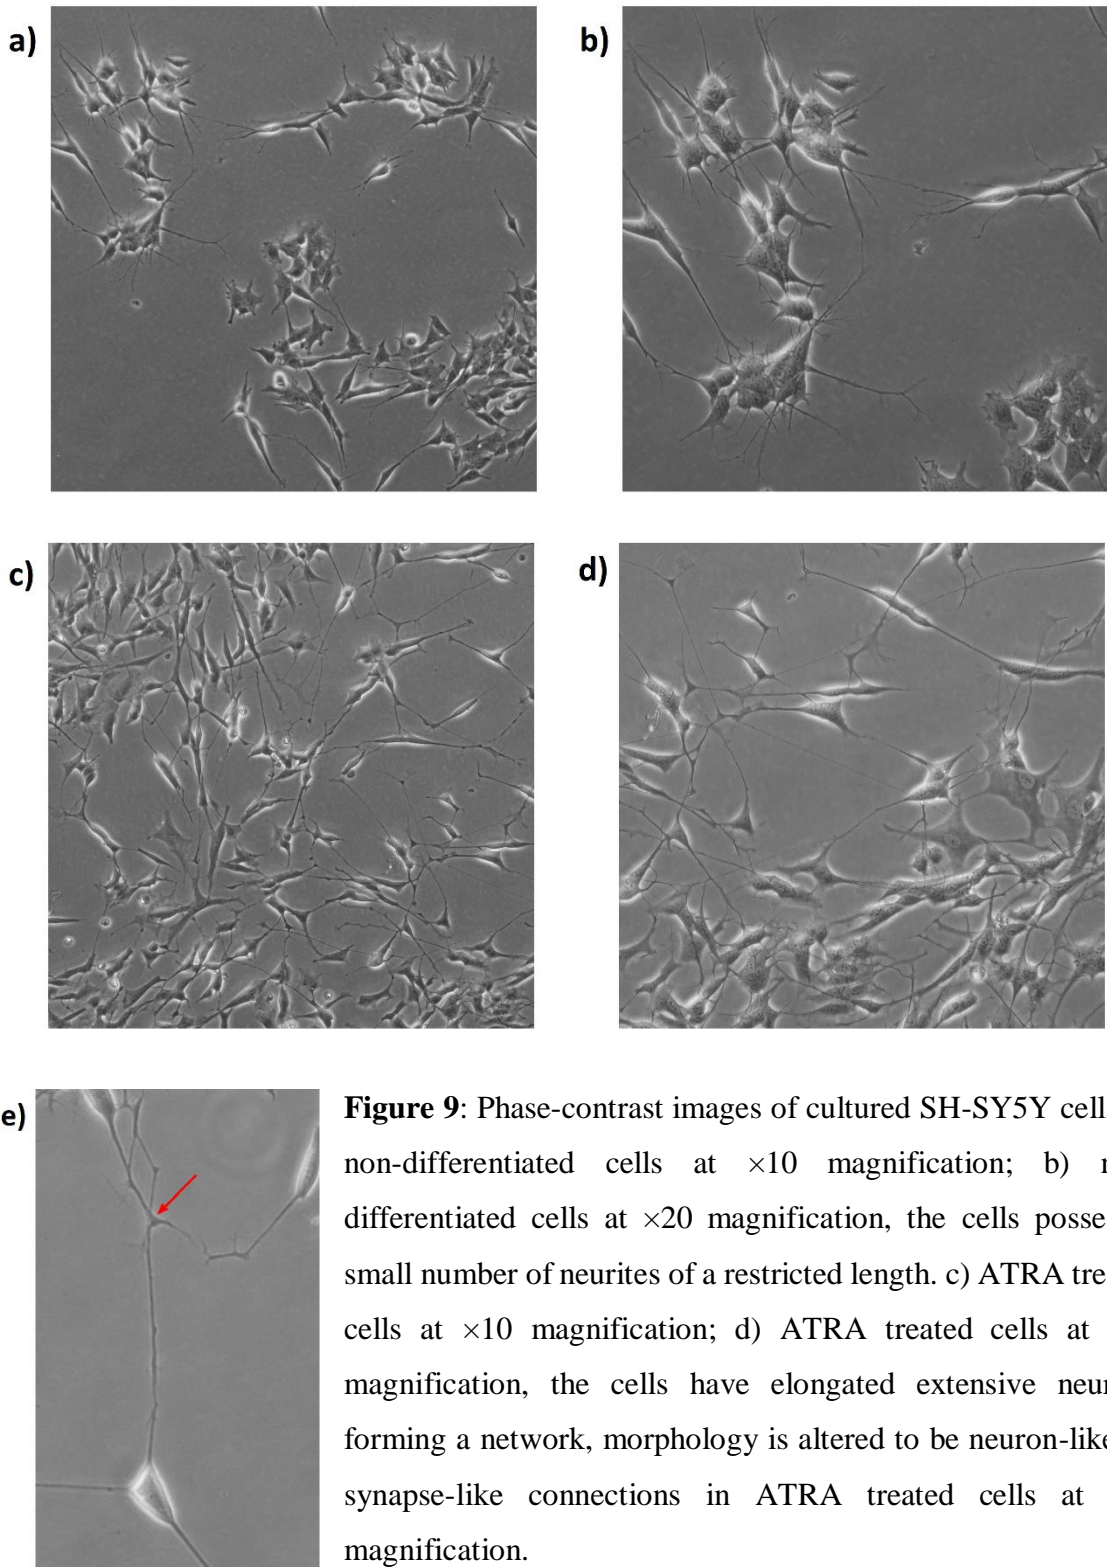 a)
b)
c)
d)
e)
Figure 9: Phase-contrast images of cultured SH-SY5Y cell
non-differentiated cells at ×10 magnification; b)
differentiated cells at ×20 magnification, the cells posse
small number of neurites of a restricted length. c) ATRA tre
cells at ×10 magnification; d) ATRA treated cells at
magnification, the cells have elongated extensive neur
forming a network, morphology is altered to be neuron-like
synapse-like connections in ATRA treated cells at
magnification.